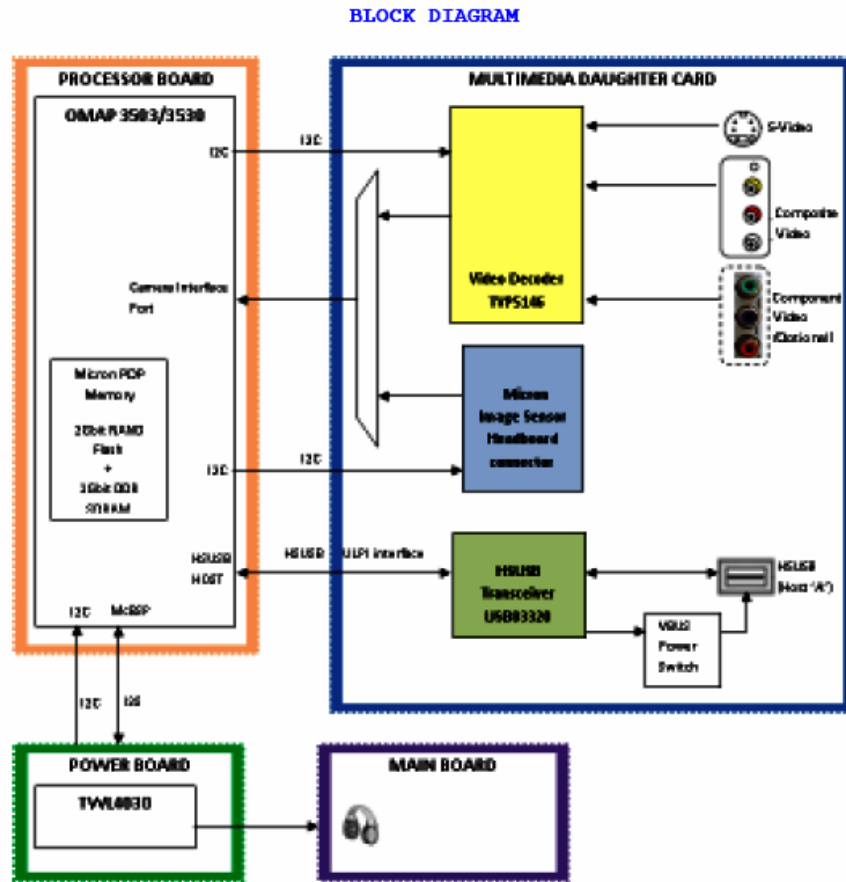 BLOCK DIAGRAM
PROCESSOR BOARD
OMAP 3503/3530
I2C
Camera Interface
Port
Micron POP
Memory
2Gbit NAND
Flash
+
SDRAM
I2C
HSUSB
HOST
I2C
McBSP
I2C
I2C
HSUSB
ULPI interface
I2C
I2S
MULTIMEDIA DAUGHTER CARD
Video Decoder
TVP5146
S-Video
Composite
Video
Component
Video
(Optional)
Micron
Image Sensor
Headboard
connector
HSUSB
Transceiver
USB83320
HSUSB
(Host 'A')
VBUS
Power
Switch
POWER BOARD
TWL4030
MAIN BOARD